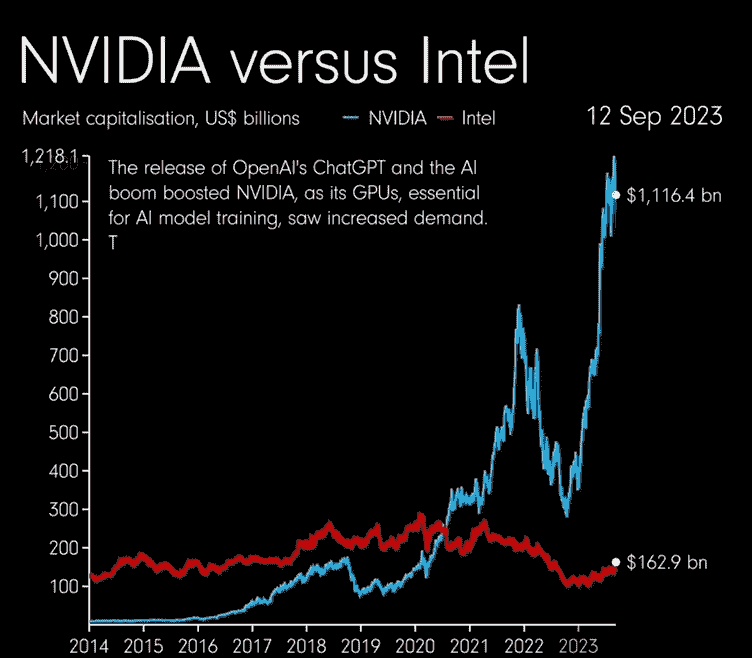 NVIDIA versus Intel
Market capitalisation, US$ billions
NVIDIA
Intel
12 Sep 2023
1,218.1
The release of OpenAI's ChatGPT and the AI
boom boosted NVIDIA, as its GPUs, essential
for AI model training, saw increased demand.
T
1,100
1,000
900
800
700
600
500
400
300
200
100
$1,116.4 bn
$162.9 bn
2014 2015 2016 2017 2018 2019 2020 2021 2022 2023